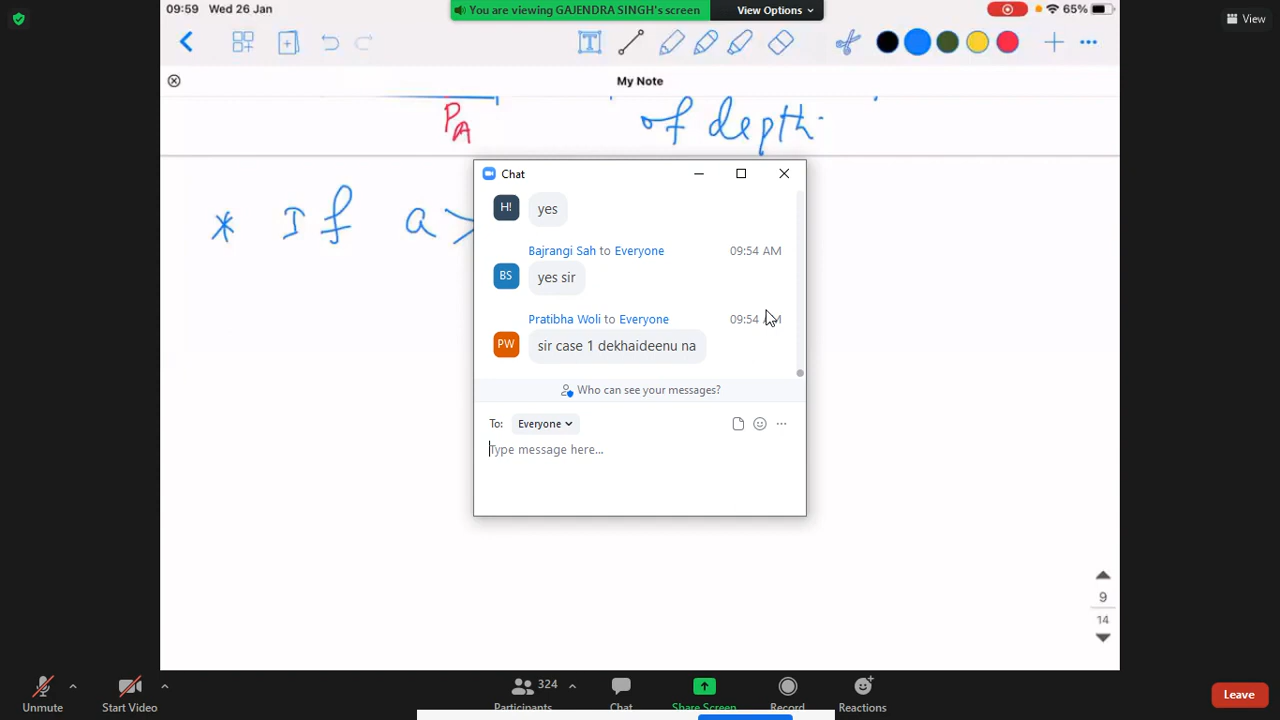 09:59 Wed 26 Jan
You are viewing GAJENDRA SINGH's screen
View Options
65%
View
My Note
PA
of depth.
* If a>
Chat
H!
yes
Bajrangi Sah to Everyone
09:54 AM
BS
yes sir
Pratibha Woli to Everyone
09:54 AM
PW
sir case 1 dekhaideenu na
Who can see your messages?
To: Everyone
Type message here...
9
14
324
Unmute
Start Video
Participants
Chat
Share Screen
Record
Reactions
Leave